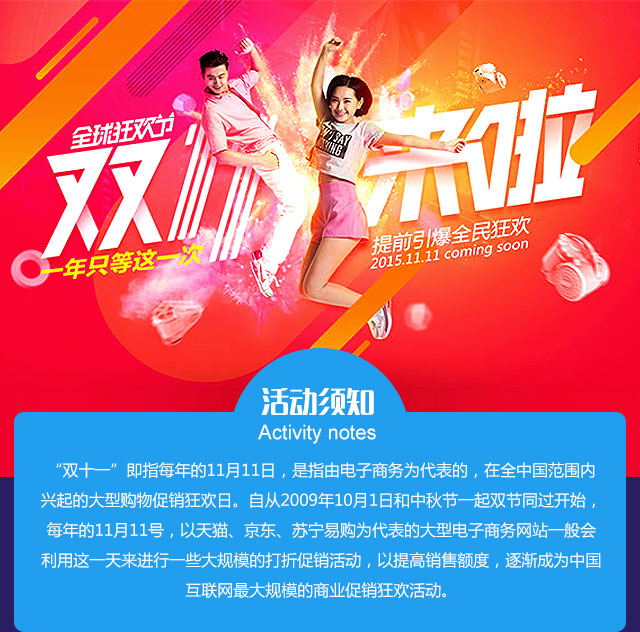 全球狂欢节
双11来啦
一年只等这一次
提前引爆全民狂欢
2015.11.11 coming soon
活动须知
Activity notes
“双十一”即指每年的11月11日，是指由电子商务为代表的，在全中国范围内
兴起的大型购物促销狂欢日。自从2009年10月1日和中秋节一起双节同过开始，
每年的11月11号，以天猫、京东、苏宁易购为代表的大型电子商务网站一般会
利用这一天来进行一些大规模的打折促销活动，以提高销售额度，逐渐成为中国
互联网最大规模的商业促销狂欢活动。